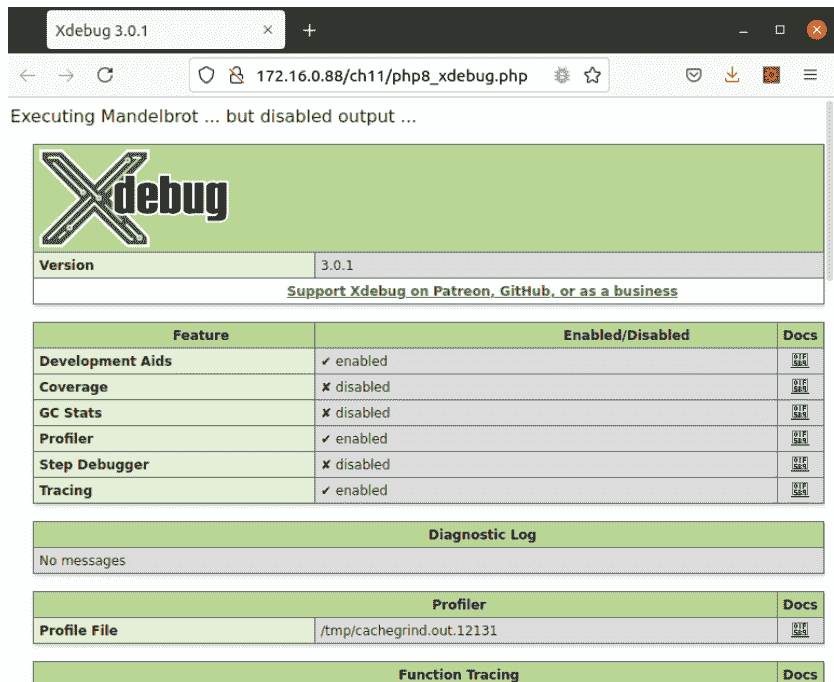 Xdebug 3.0.1
172.16.0.88/ch11/php8_xdebug.php
Executing Mandelbrot ... but disabled output ...
Xdebug
Version 3.0.1
Support Xdebug on Patreon, GitHub, or as a business
Feature Enabled/Disabled Docs
Development Aids ✔ enabled
Coverage ✘ disabled
GC Stats ✘ disabled
Profiler ✔ enabled
Step Debugger ✘ disabled
Tracing ✔ enabled
Diagnostic Log
No messages
Profiler Docs
Profile File /tmp/cachegrind.out.12131
Function Tracing Docs